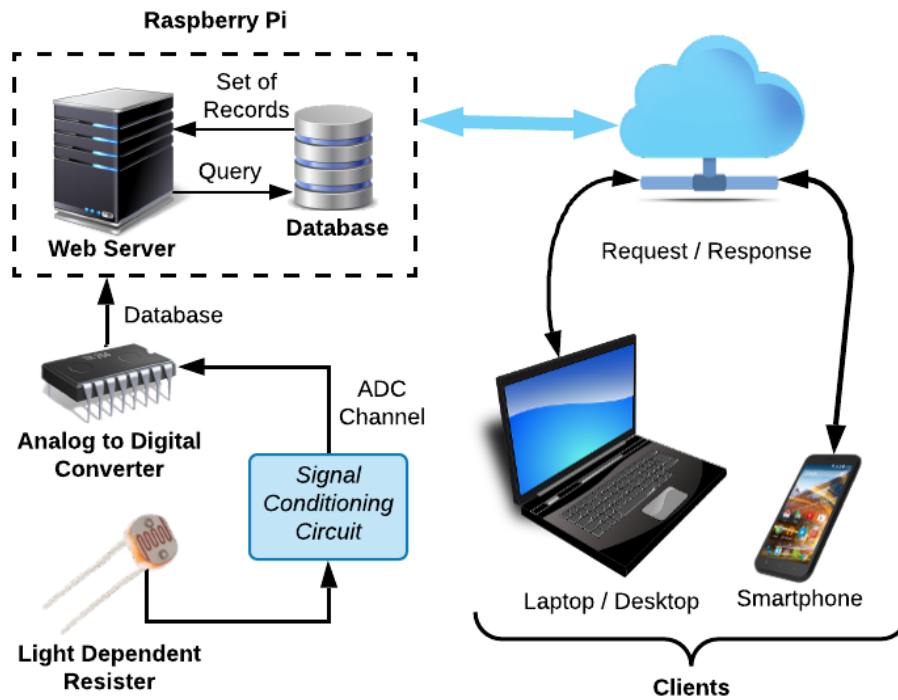 Raspberry Pi
Set of
Records
Query
Web Server
Database
Request / Response
Database
ADC
Channel
Analog to Digital
Converter
Signal
Conditioning
Circuit
Light Dependent
Resister
Laptop / Desktop
Smartphone
Clients